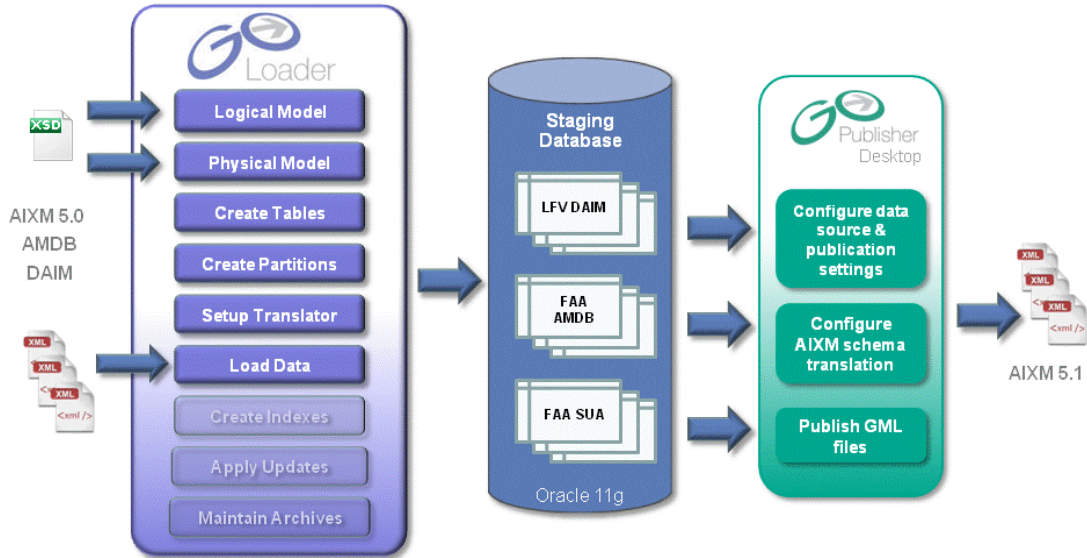 GO
Loader
XSD
AIXM 5.0
AMDB
DAIM
XML
XML
XML
<xml />
Logical Model
Physical Model
Create Tables
Create Partitions
Setup Translator
Load Data
Create Indexes
Apply Updates
Maintain Archives
Staging
Database
LFV DAIM
FAA
AMDB
FAA SUA
Oracle 11g
GO
Publisher
Desktop
Configure data
source &
publication
settings
Configure
AIXM schema
translation
Publish GML
files
XML
XML
XML
<xml />
AIXM 5.1